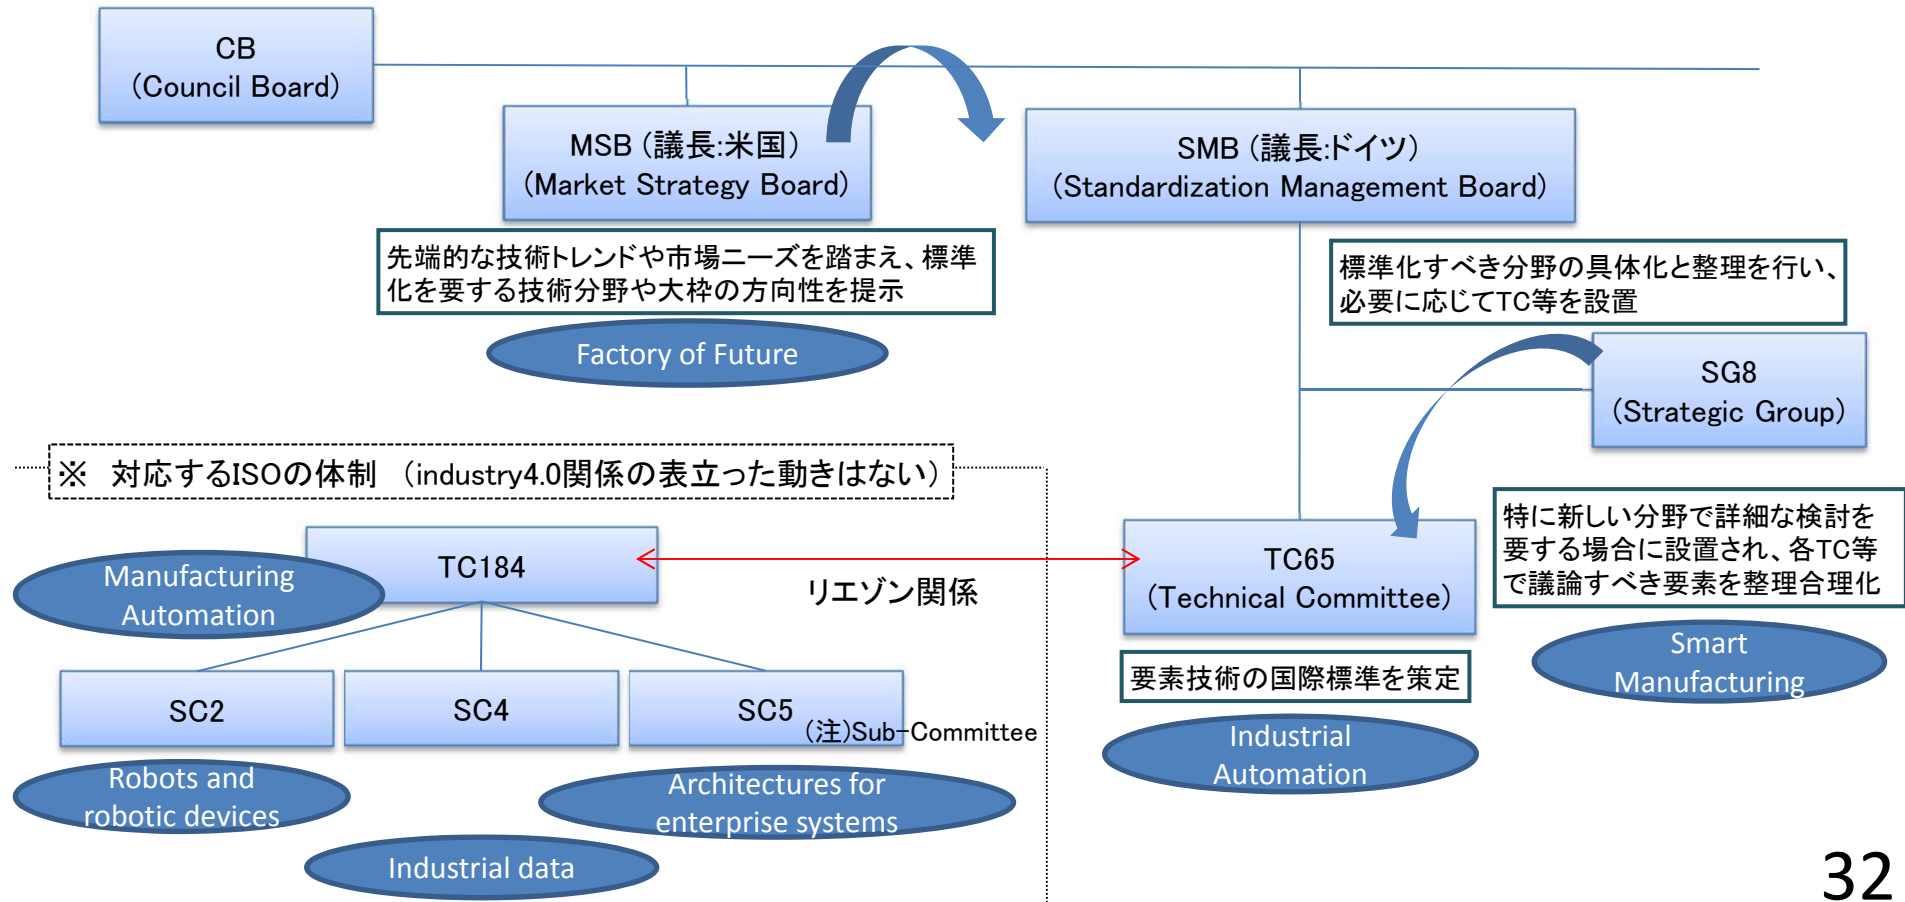 CB
(Council Board)
MSB (議長:米国)
(Market Strategy Board)
SMB (議長:ドイツ)
(Standardization Management Board)
先端的な技術トレンドや市場ニーズを踏まえ、標準
化を要する技術分野や大枠の方向性を提示
Factory of Future
標準化すべき分野の具体化と整理を行い、
必要に応じてTC等を設置
SG8
(Strategic Group)
※ 対応するISOの体制 (industry4.0関係の表立った動きはない)
特に新しい分野で詳細な検討を
要する場合に設置され、各TC等
で議論すべき要素を整理合理化
Smart
Manufacturing
TC184
Manufacturing
Automation
リエゾン関係
TC65
(Technical Committee)
要素技術の国際標準を策定
Industrial
Automation
SC2
SC4
SC5
(注)Sub-Committee
Robots and
robotic devices
Industrial data
Architectures for
enterprise systems
32